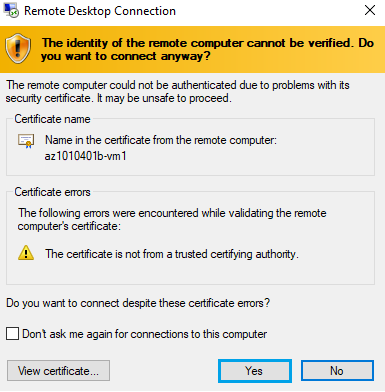 Remote Desktop Connection
The identity of the remote computer cannot be verified. Do
you want to connect anyway?
The remote computer could not be authenticated due to problems with its
security certificate. It may be unsafe to proceed.
Certificate name
Name in the certificate from the remote computer:
az1010401b-vm1
Certificate errors
The following errors were encountered while validating the remote
computer's certificate:
The certificate is not from a trusted certifying authority.
Do you want to connect despite these certificate errors?
Don't ask me again for connections to this computer
View certificate... Yes No